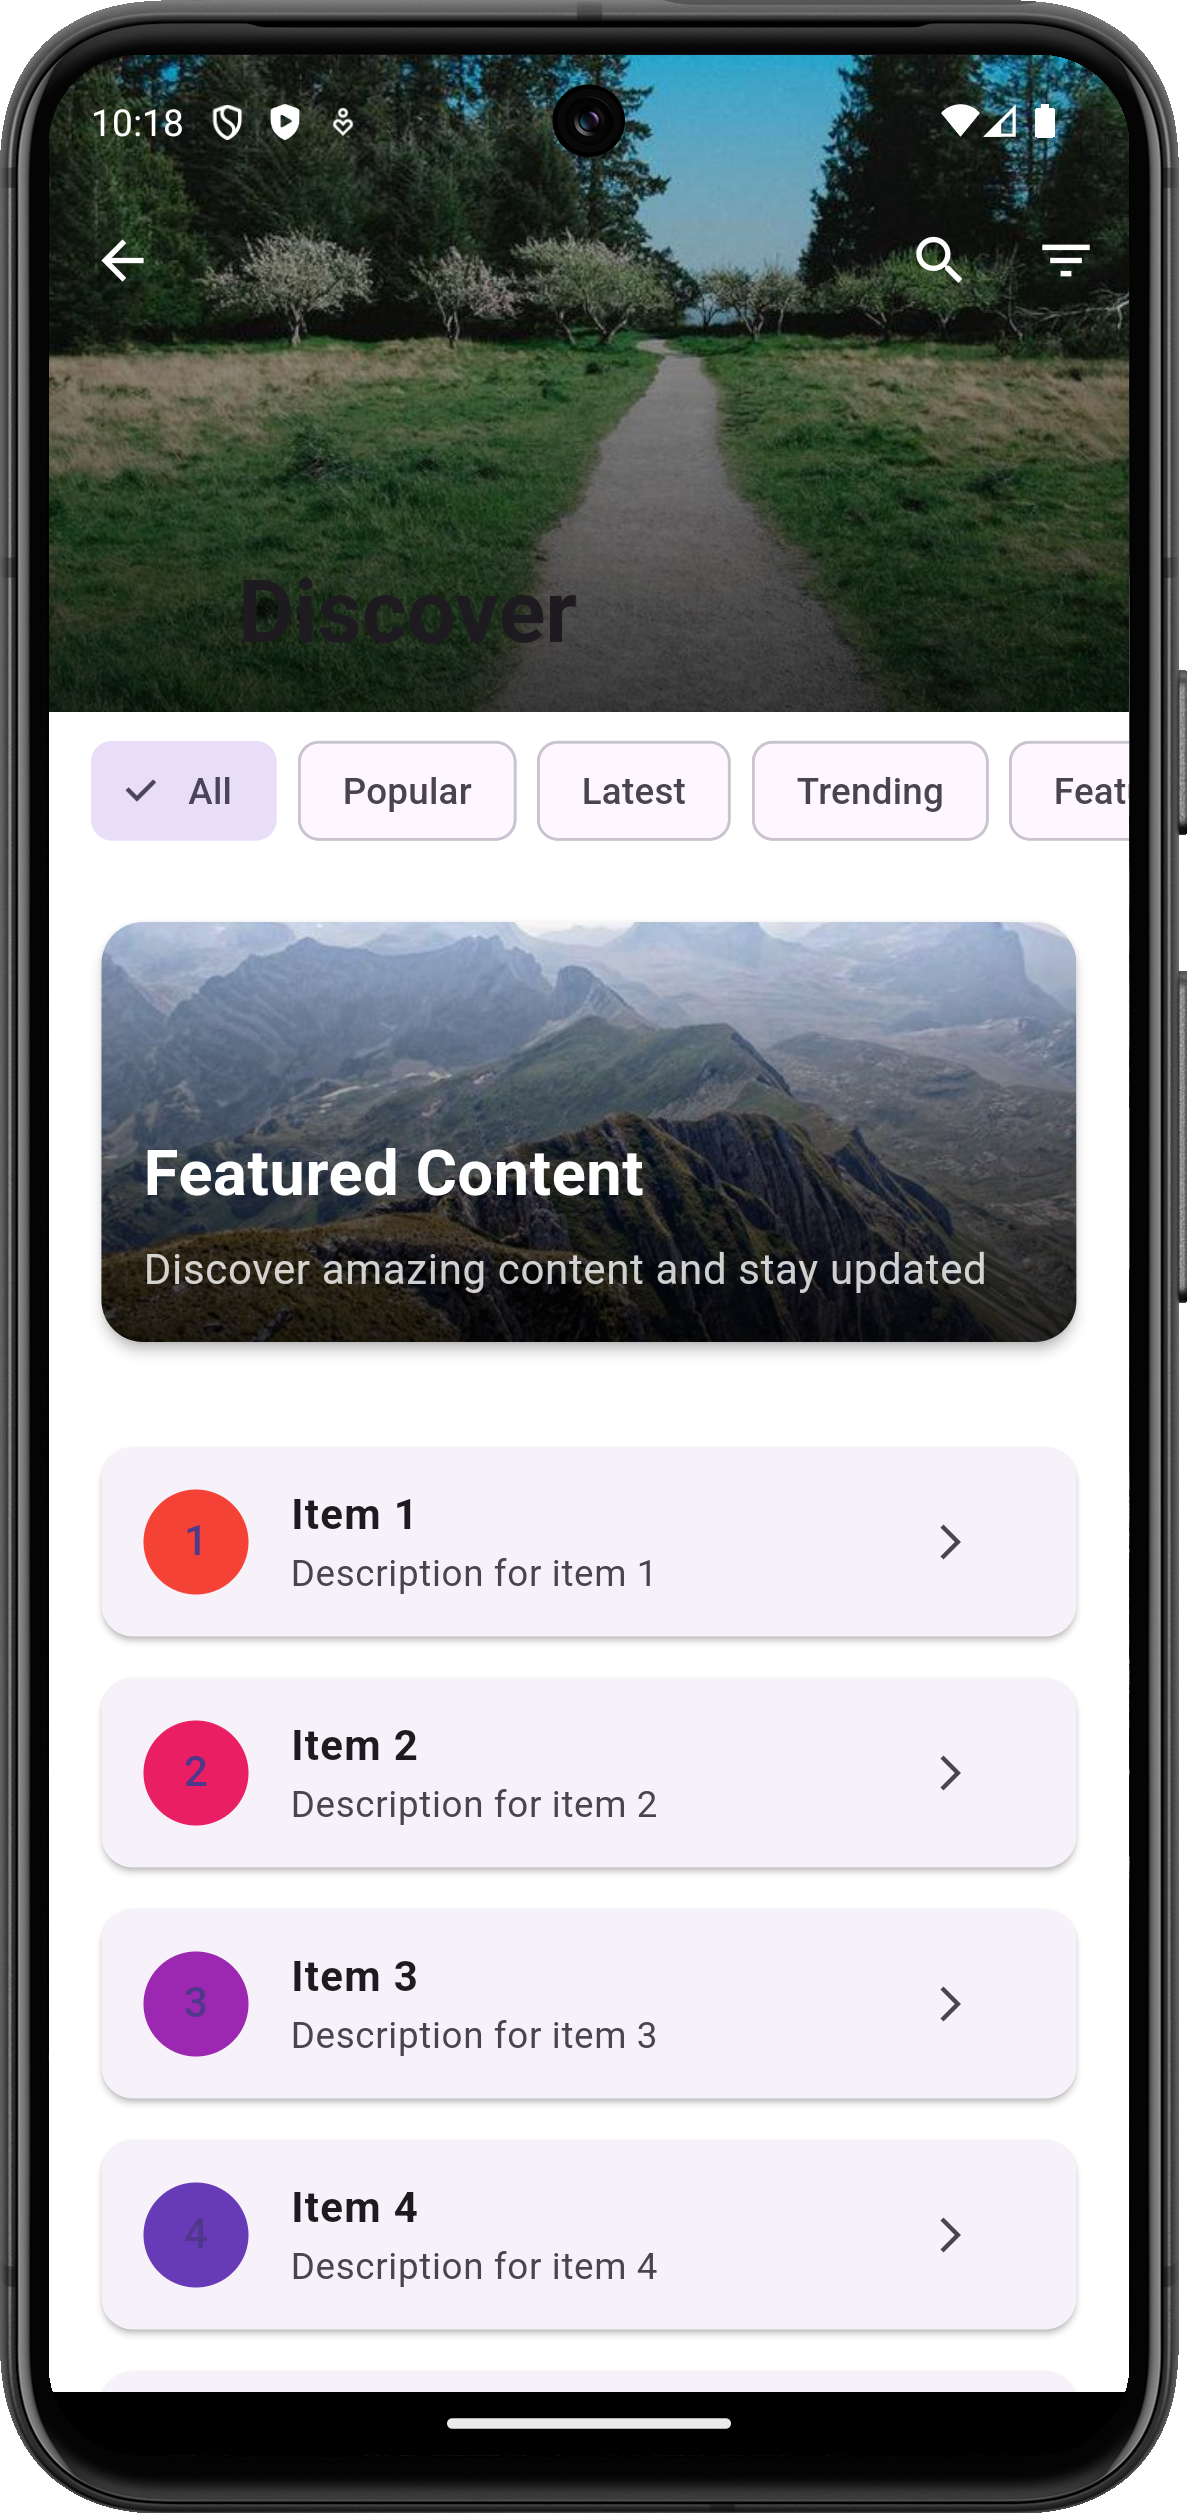 10:18
Discover
All
Popular
Latest
Trending
Feat
Featured Content
Discover amazing content and stay updated
1
Item 1
Description for item 1
2
Item 2
Description for item 2
3
Item 3
Description for item 3
4
Item 4
Description for item 4